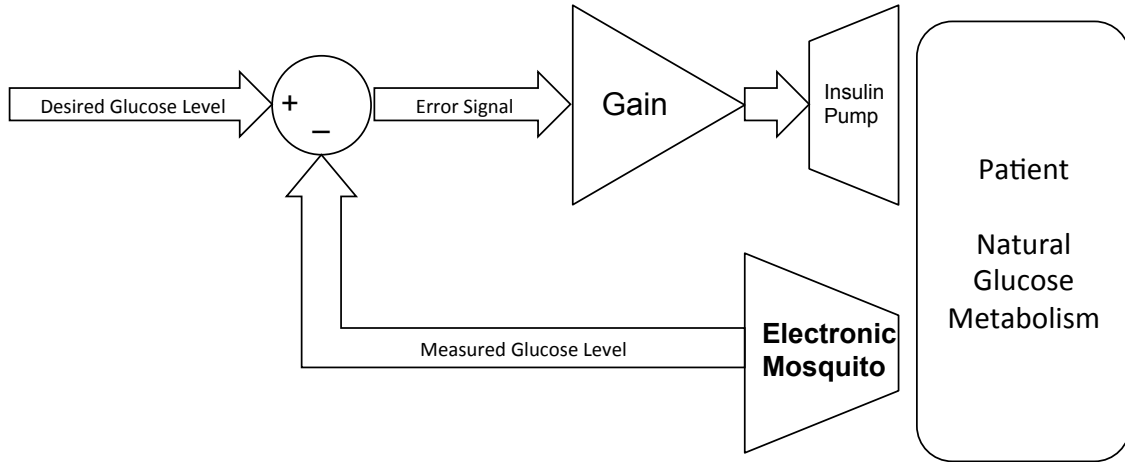 Desired Glucose Level
+
−
Error Signal
Gain
Insulin
Pump
Patient
Natural
Glucose
Metabolism
Electronic
Mosquito
Measured Glucose Level